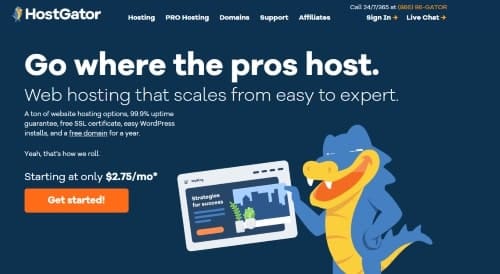 Call 24/7/365 at (866) 96-GATOR
HostGator
Hosting PRO Hosting Domains Support Affiliates
Sign In → Live Chat →
Go where the pros host.
Web hosting that scales from easy to expert.
A ton of website hosting options, 99.9% uptime
guarantee, free SSL certificate, easy WordPress
installs, and a free domain for a year.
Yeah, that's how we roll.
Starting at only $2.75/mo*
Get started!
Strategies
for success